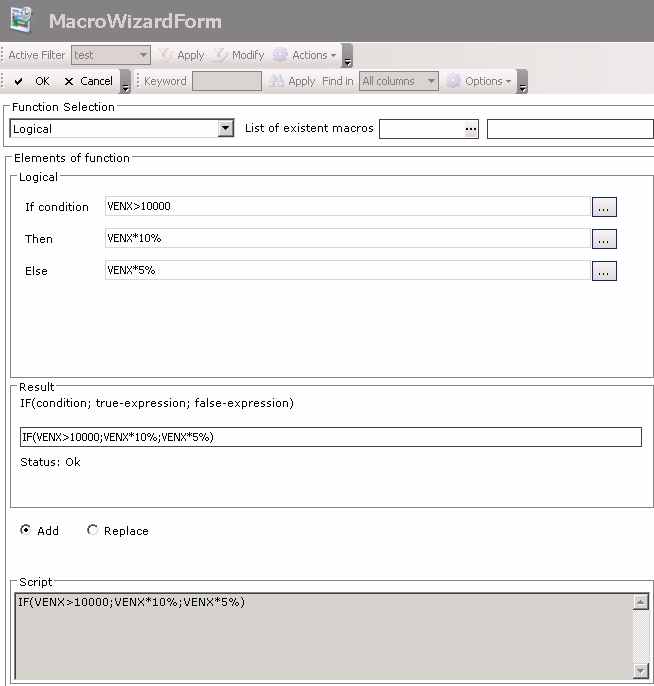 MacroWizardForm
Active Filter test Apply Modify Actions
OK Cancel Keyword Apply Find in All columns Options
Function Selection
Logical List of existent macros ...
Elements of function
Logical
If condition VENX>10000 ...
Then VENX*10% ...
Else VENX*5% ...
Result
IF(condition; true-expression; false-expression)
IF(VENX>10000;VENX*10%;VENX*5%)
Status: Ok
Add Replace
Script
IF(VENX>10000;VENX*10%;VENX*5%)